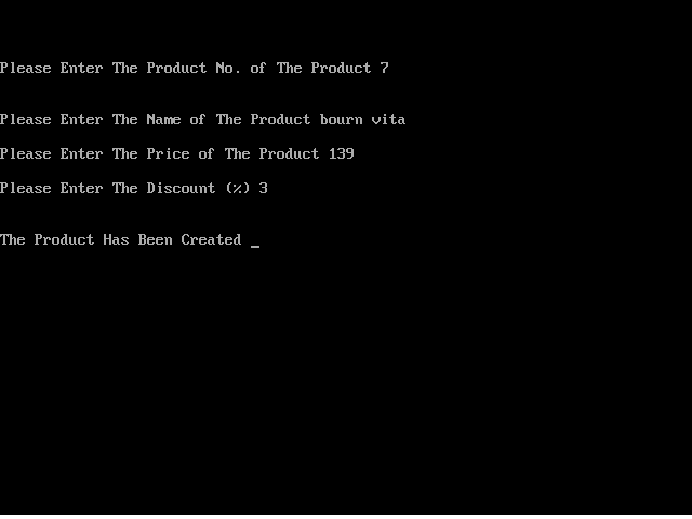 Please Enter The Product No. of The Product 7
Please Enter The Name of The Product bourn vita
Please Enter The Price of The Product 139
Please Enter The Discount (%) 3
The Product Has Been Created _